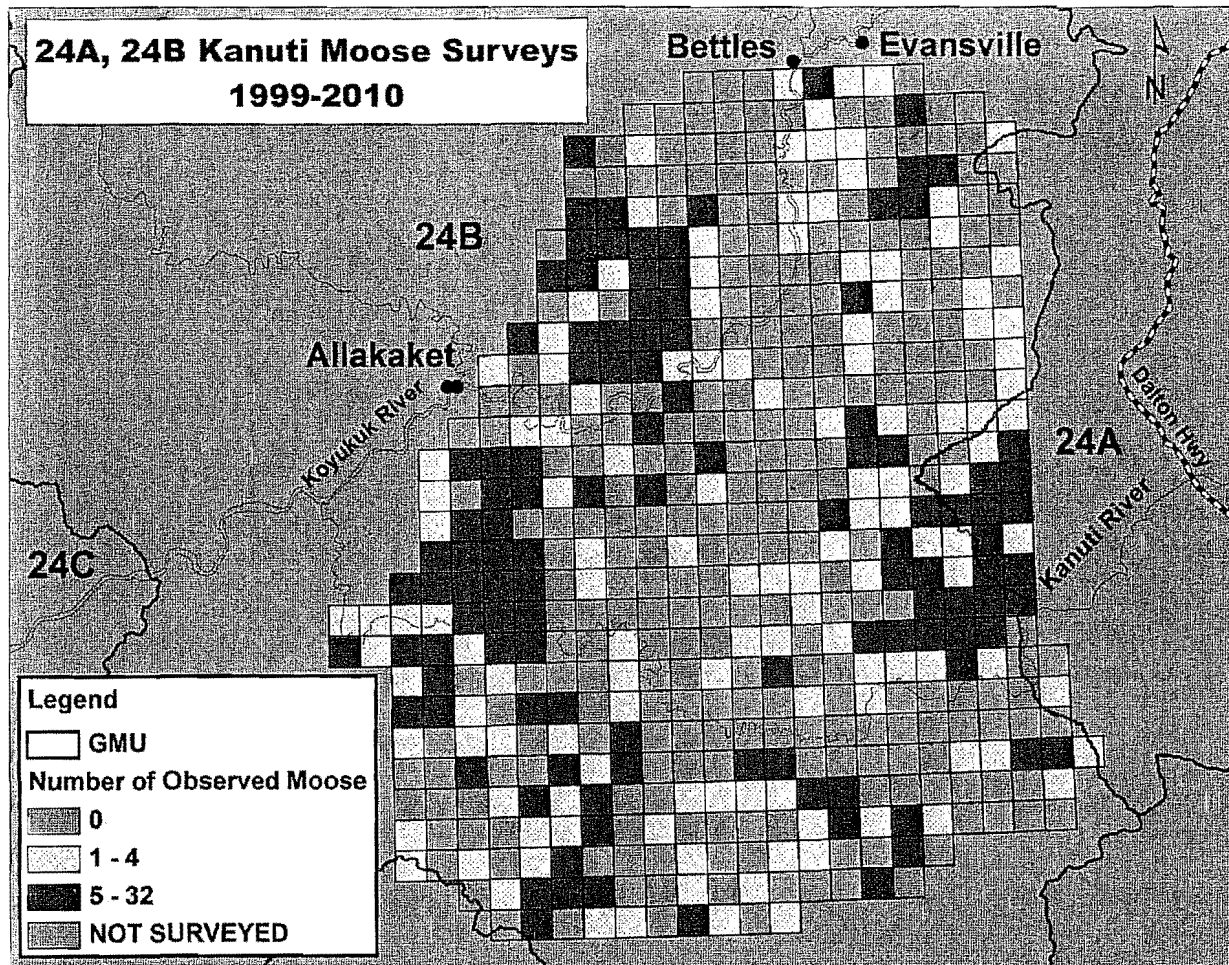 24A, 24B Kanuti Moose Surveys
1999-2010
Bettles
Evansville
N
24B
Allakaket
Koyukuk River
24A
Dalton Hwy
Kanuti River
24C
Legend
GMU
Number of Observed Moose
0
1 - 4
5 - 32
NOT SURVEYED